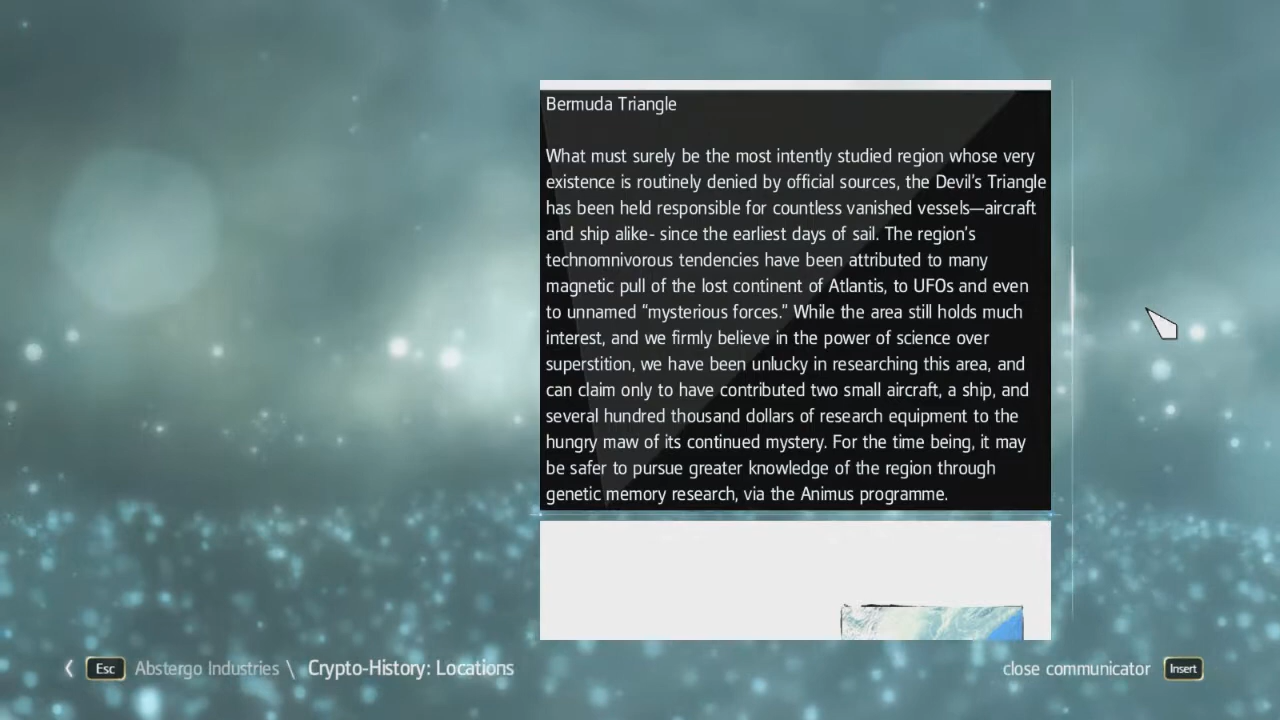 Bermuda Triangle
What must surely be the most intently studied region whose very
existence is routinely denied by official sources, the Devil's Triangle
has been held responsible for countless vanished vessels—aircraft
and ship alike- since the earliest days of sail. The region's
technomnivorous tendencies have been attributed to many
magnetic pull of the lost continent of Atlantis, to UFOs and even
to unnamed "mysterious forces." While the area still holds much
interest, and we firmly believe in the power of science over
superstition, we have been unlucky in researching this area, and
can claim only to have contributed two small aircraft, a ship, and
several hundred thousand dollars of research equipment to the
hungry maw of its continued mystery. For the time being, it may
be safer to pursue greater knowledge of the region through
genetic memory research, via the Animus programme.
Esc Abstergo Industries \ Crypto-History: Locations
close communicator Insert